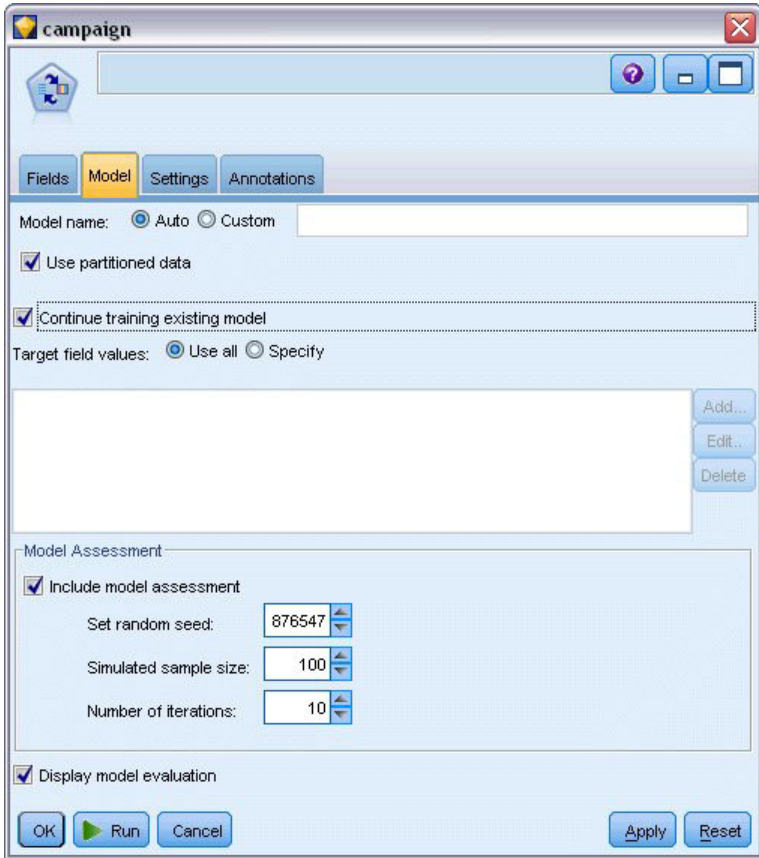 campaign
Fields Model Settings Annotations
Model name: Auto Custom
Use partitioned data
Continue training existing model
Target field values: Use all Specify
Add...
Edit..
Delete
Model Assessment
Include model assessment
Set random seed: 876547
Simulated sample size: 100
Number of iterations: 10
Display model evaluation
OK Run Cancel Apply Reset